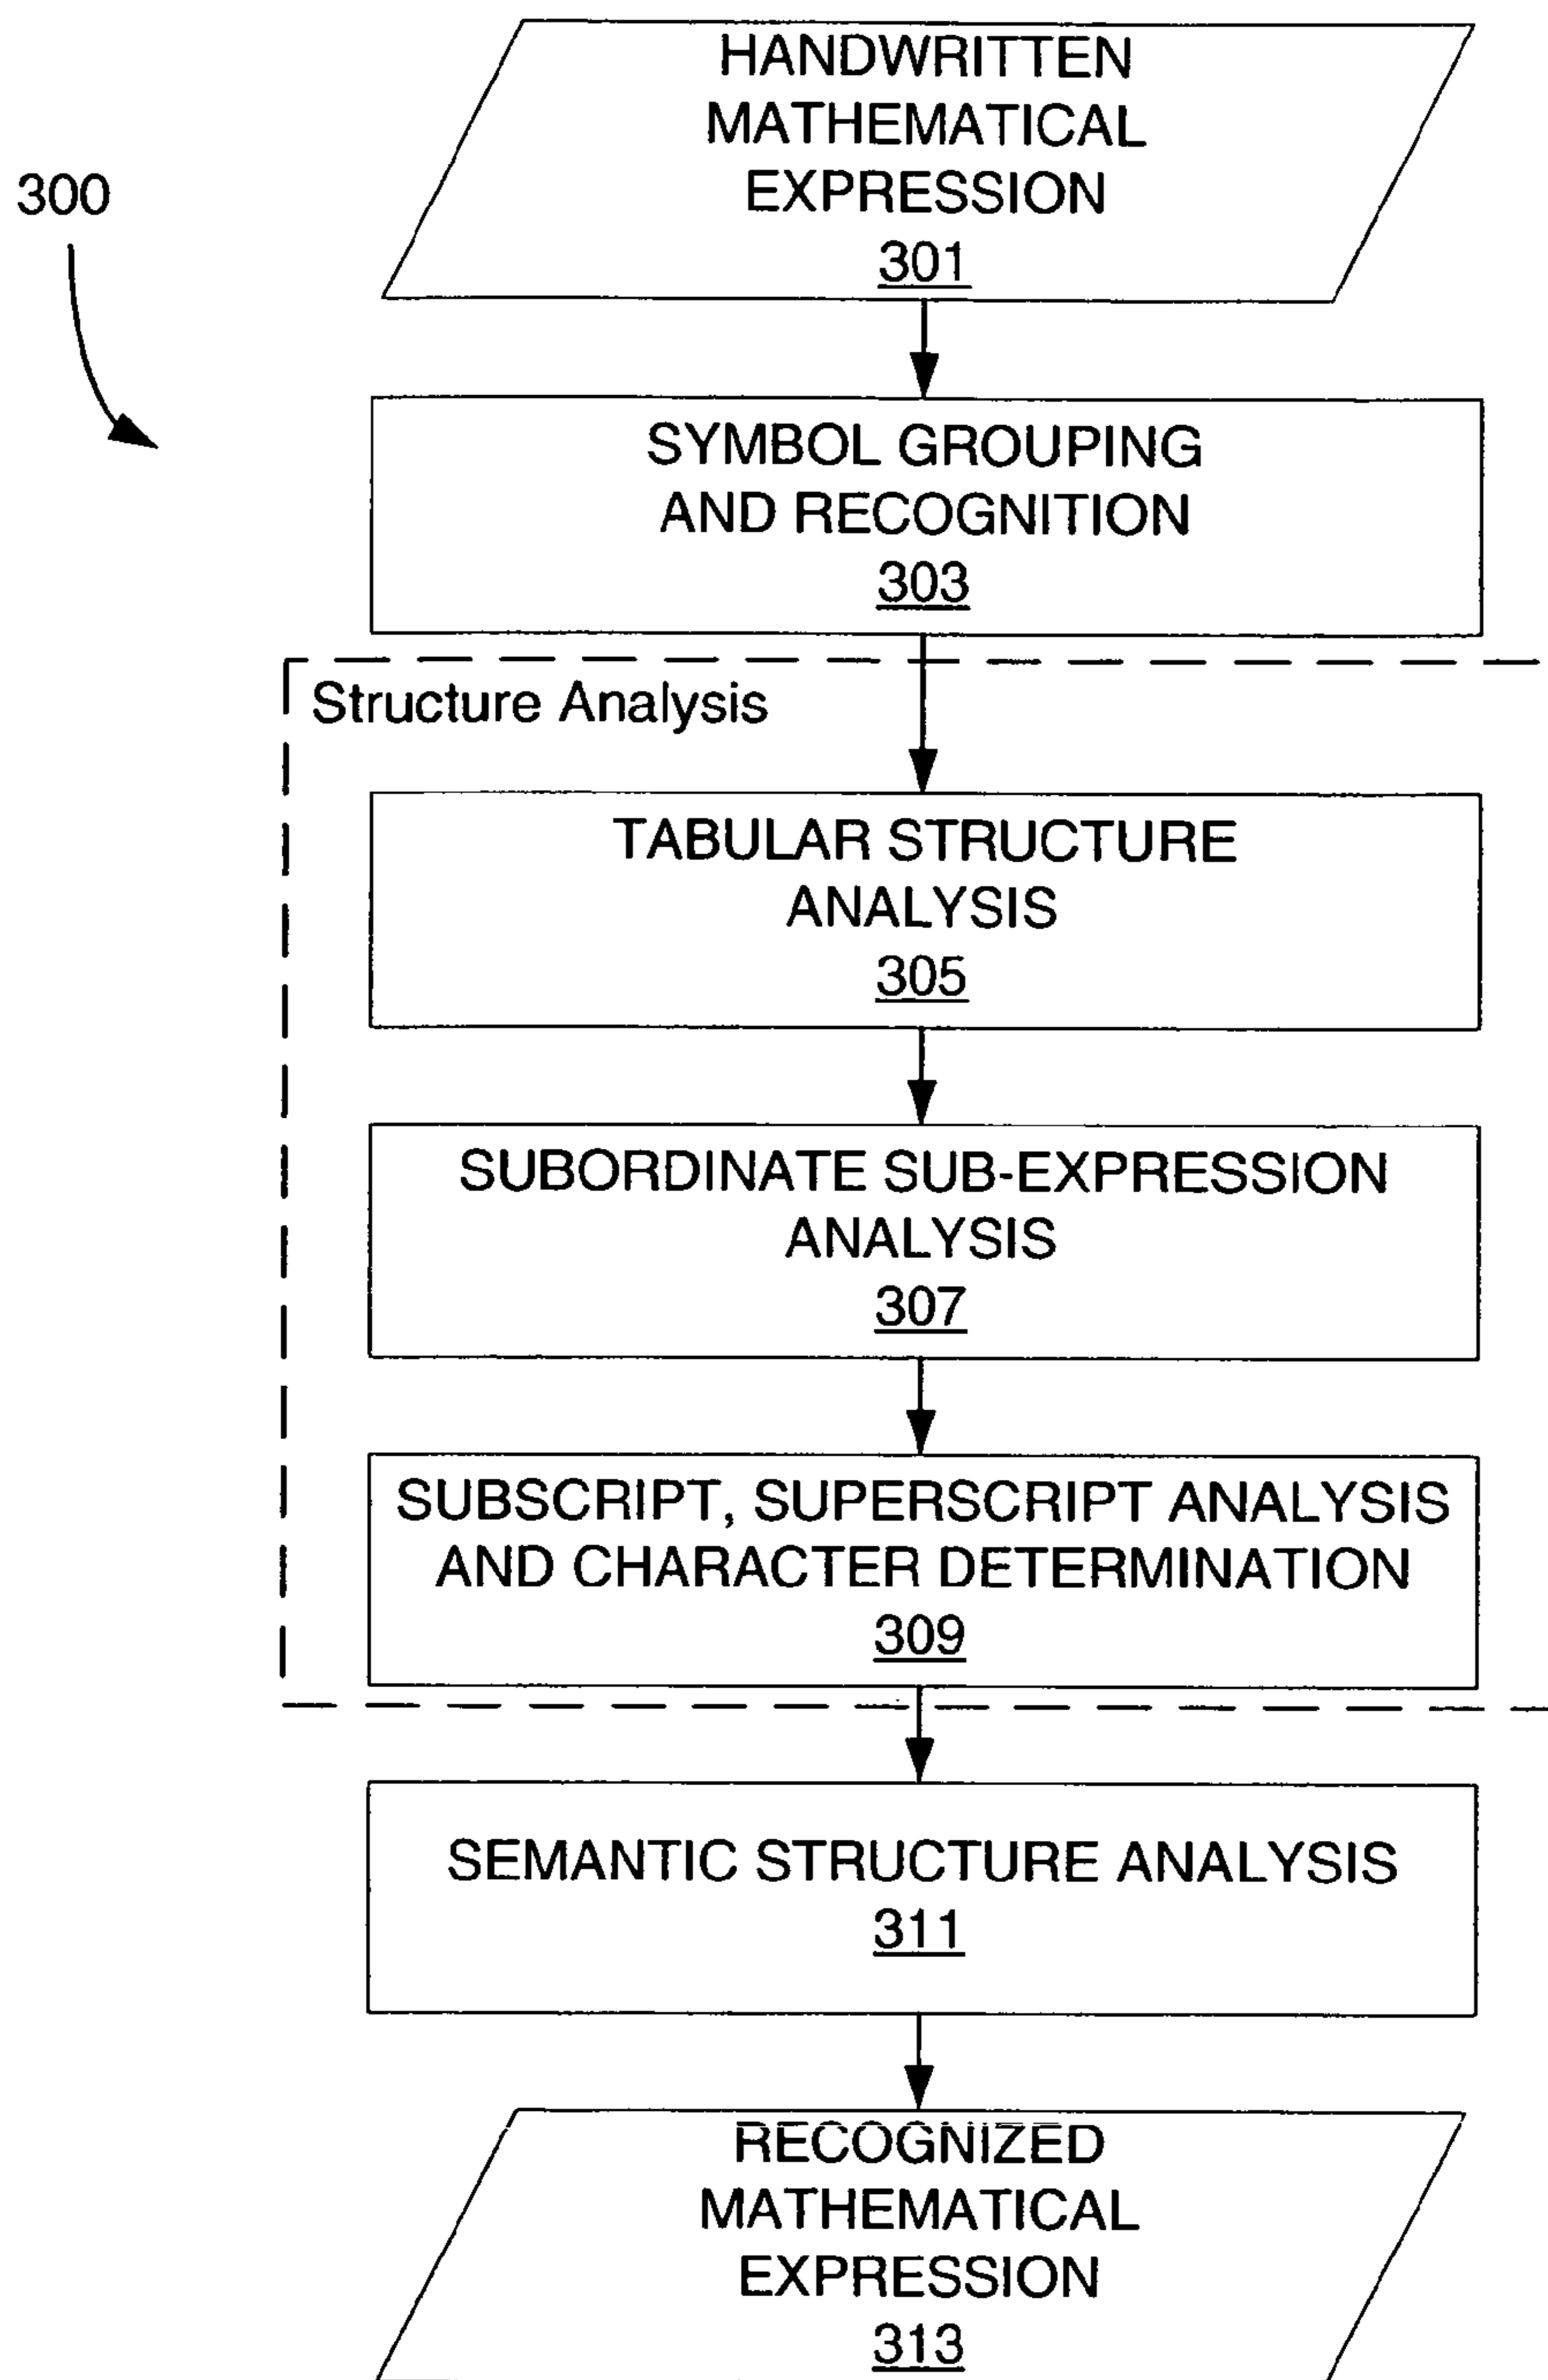 HANDWRITTEN
MATHEMATICAL
EXPRESSION
301
300
SYMBOL GROUPING
AND RECOGNITION
303
Structure Analysis
TABULAR STRUCTURE
ANALYSIS
305
SUBORDINATE SUB-EXPRESSION
ANALYSIS
307
SUBSCRIPT, SUPERSCRIPT ANALYSIS
AND CHARACTER DETERMINATION
309
SEMANTIC STRUCTURE ANALYSIS
311
RECOGNIZED
MATHEMATICAL
EXPRESSION
313